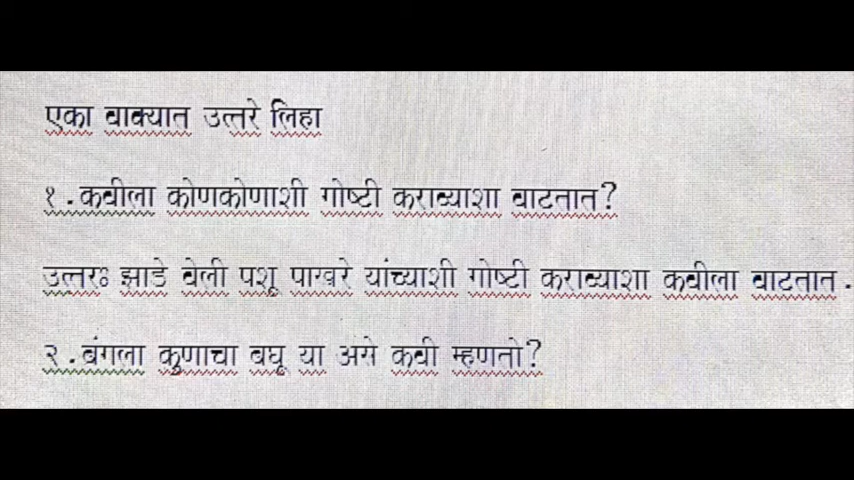 एका वाक्यात उत्तरे लिहा
१ . कवीला कोणकोणाशी गोष्टी कराव्याशा वाटतात?
उत्तरः झाडे वेली पशू पाखरे यांच्याशी गोष्टी कराव्याशा कवीला वाटतात .
२ . बंगला कुणाचा बघू या असे कवी म्हणतो?